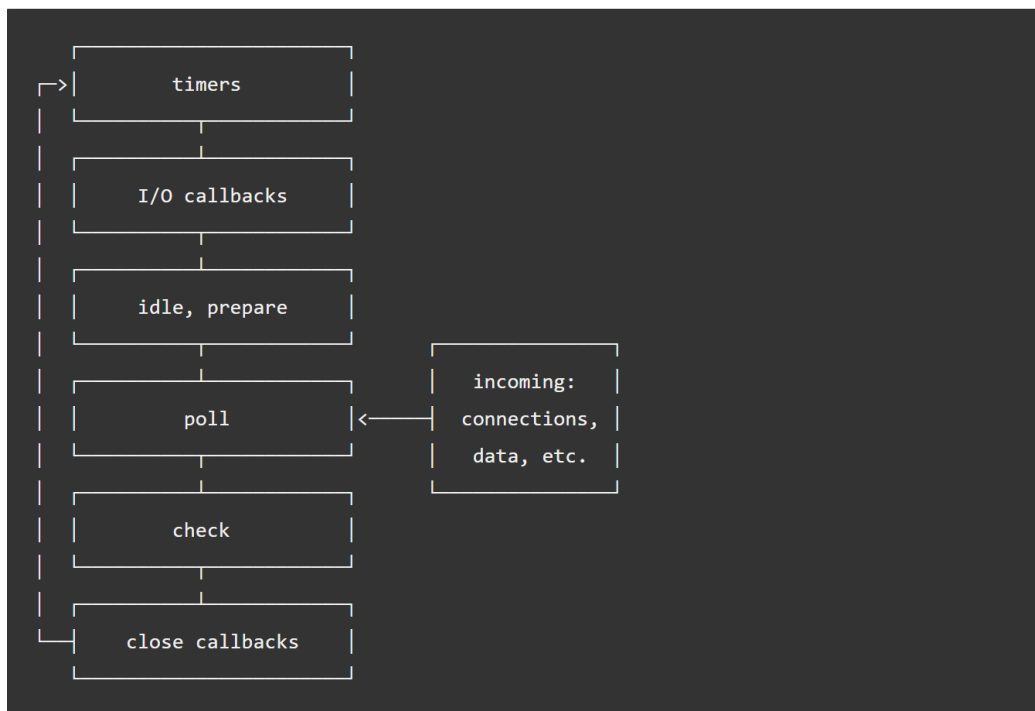 timers
I/O callbacks
idle, prepare
incoming:
poll
connections,
data, etc.
check
close callbacks